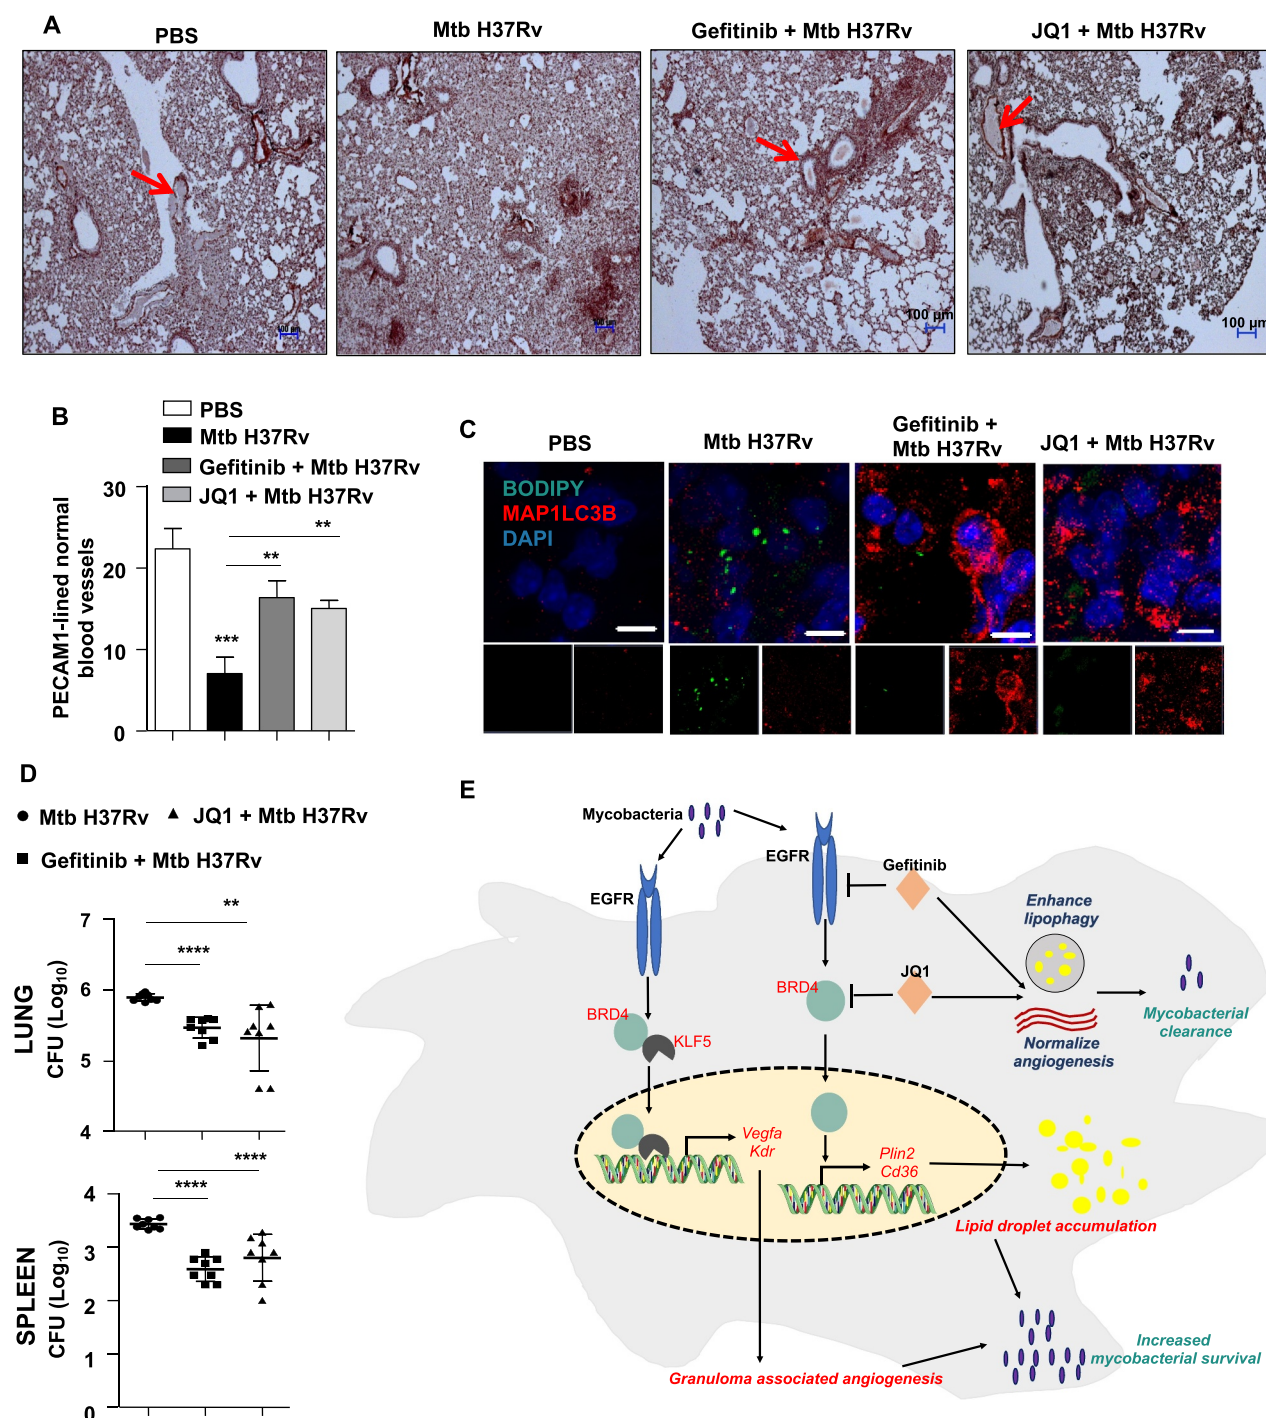 A
PBS
Mtb H37Rv
Gefitinib + Mtb H37Rv
JQ1 + Mtb H37Rv
100 µm
100 µm
100 µm
100 µm
B
PBS
Mtb H37Rv
Gefitinib + Mtb H37Rv
JQ1 + Mtb H37Rv
PECAM1-lined normal
blood vessels
30
20
10
0
***
**
**
C
PBS
Mtb H37Rv
Gefitinib +
Mtb H37Rv
JQ1 + Mtb H37Rv
BODIPY
MAP1LC3B
DAPI
D
Mtb H37Rv
JQ1 + Mtb H37Rv
Gefitinib + Mtb H37Rv
LUNG
CFU (Log10)
7
6
5
4
**
****
SPLEEN
CFU (Log10)
4
3
2
1
0
****
****
E
Mycobacteria
EGFR
EGFR
Gefitinib
Enhance
lipophagy
BRD4
JQ1
BRD4
KLF5
Normalize
angiogenesis
Mycobacterial
clearance
Vegfa
Kdr
Plin2
Cd36
Lipid droplet accumulation
Granuloma associated angiogenesis
Increased
mycobacterial survival